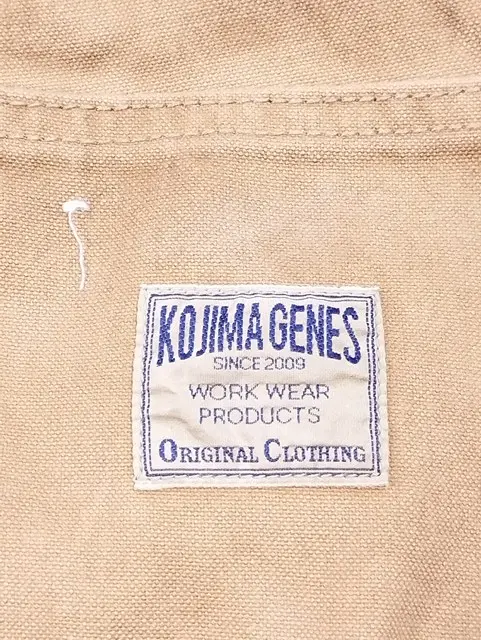 KOJIMA GENES
SINCE 2009
WORK WEAR
PRODUCTS
ORIGINAL CLOTHING